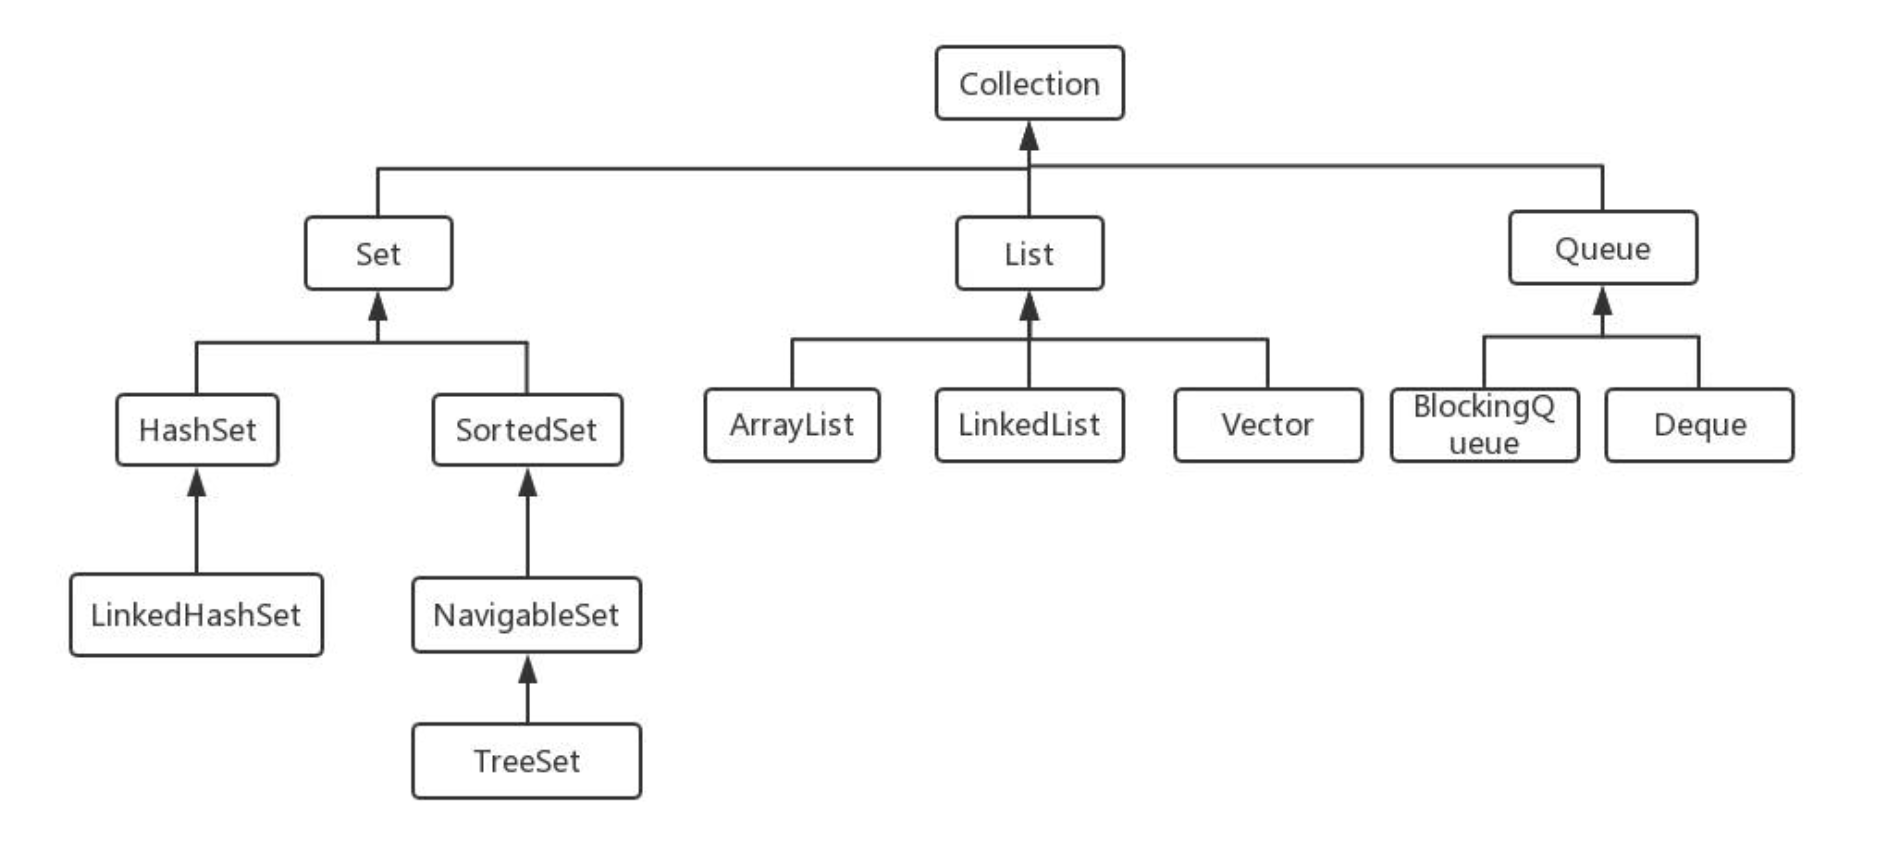 Collection
Set
List
Queue
HashSet
SortedSet
ArrayList
LinkedList
Vector
BlockingQ
ueue
Deque
LinkedHashSet
NavigableSet
TreeSet